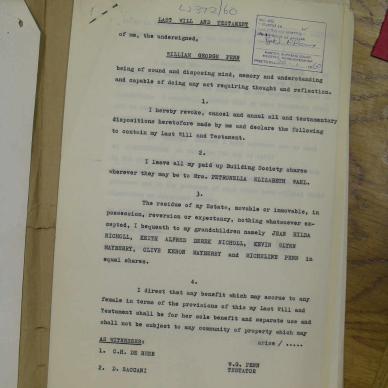 L2372/60
LAST WILL AND TESTAMENT
of me, the undersigned,
WILLIAM GEORGE PENN
being of sound and disposing mind, memory and understanding
and capable of doing any act requiring thought and reflection.
1.
I hereby revoke, cancel and annul all and testamentary
dispositions heretofore made by me and declare the following
to contain my Last Will and Testament.
2.
I leave all my paid up Building Society shares
wherever they may be to Mrs. PETRONELLA ELIZABETH WAHL.
3.
The residue of my Estate, movable or immovable, in
possession, reversion or expectancy, nothing whatsoever ex-
cepted, I bequeath to my grandchildren namely JEAN HILDA
NICHOLL, KEITH ALFRED DEREK NICHOLL, KEVIN GLYNN
MAYBERRY, CLIVE KERON MAYBERRY and MICHELINE PENN in
equal shares.
4.
I direct that any benefit which may accrue to any
female in terms of the provisions of this my Last Will and
Testament shall be for her sole benefit and separate use and
shall not be subject to any community of property which may
arise / .....
AS WITNESSES:
1. C.H. DE BEER
W.G. PENN
TESTATOR
2. D. SACCANI